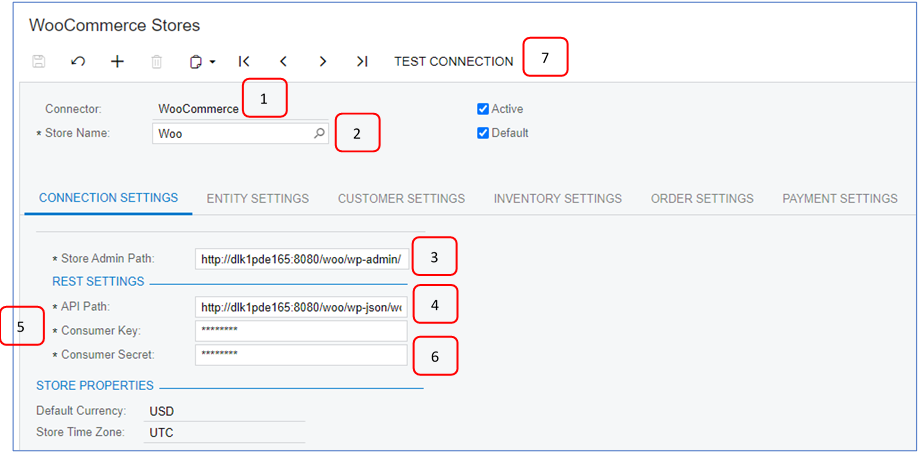 WooCommerce Stores
TEST CONNECTION 7
Connector: WooCommerce 1 Active
* Store Name: Woo 2 Default
CONNECTION SETTINGS ENTITY SETTINGS CUSTOMER SETTINGS INVENTORY SETTINGS ORDER SETTINGS PAYMENT SETTINGS
* Store Admin Path: http://dlk1pde165:8080/woo/wp-admin/ 3
REST SETTINGS
* API Path: http://dlk1pde165:8080/woo/wp-json/we 4
5 * Consumer Key: ********
* Consumer Secret: ******** 6
STORE PROPERTIES
Default Currency: USD
Store Time Zone: UTC